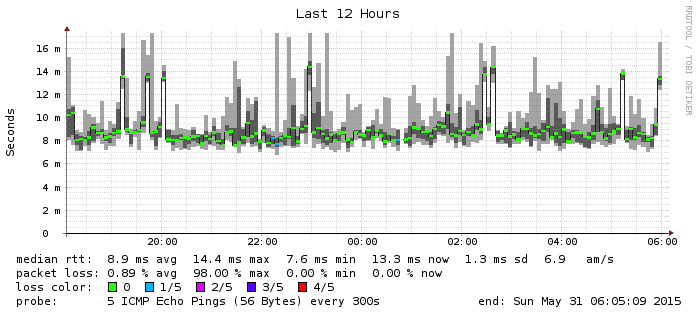 Last 12 Hours
RRDTOOL / TOBI OETIKER
Seconds
16 m
14 m
12 m
10 m
8 m
6 m
4 m
2 m
0
20:00 22:00 00:00 02:00 04:00 06:00
median rtt: 8.9 ms avg 14.4 ms max 7.6 ms min 13.3 ms now 1.3 ms sd 6.9 am/s
packet loss: 0.89 % avg 98.00 % max 0.00 % min 0.00 % now
loss color: 0 1/5 2/5 3/5 4/5
probe: 5 ICMP Echo Pings (56 Bytes) every 300s end: Sun May 31 06:05:09 2015